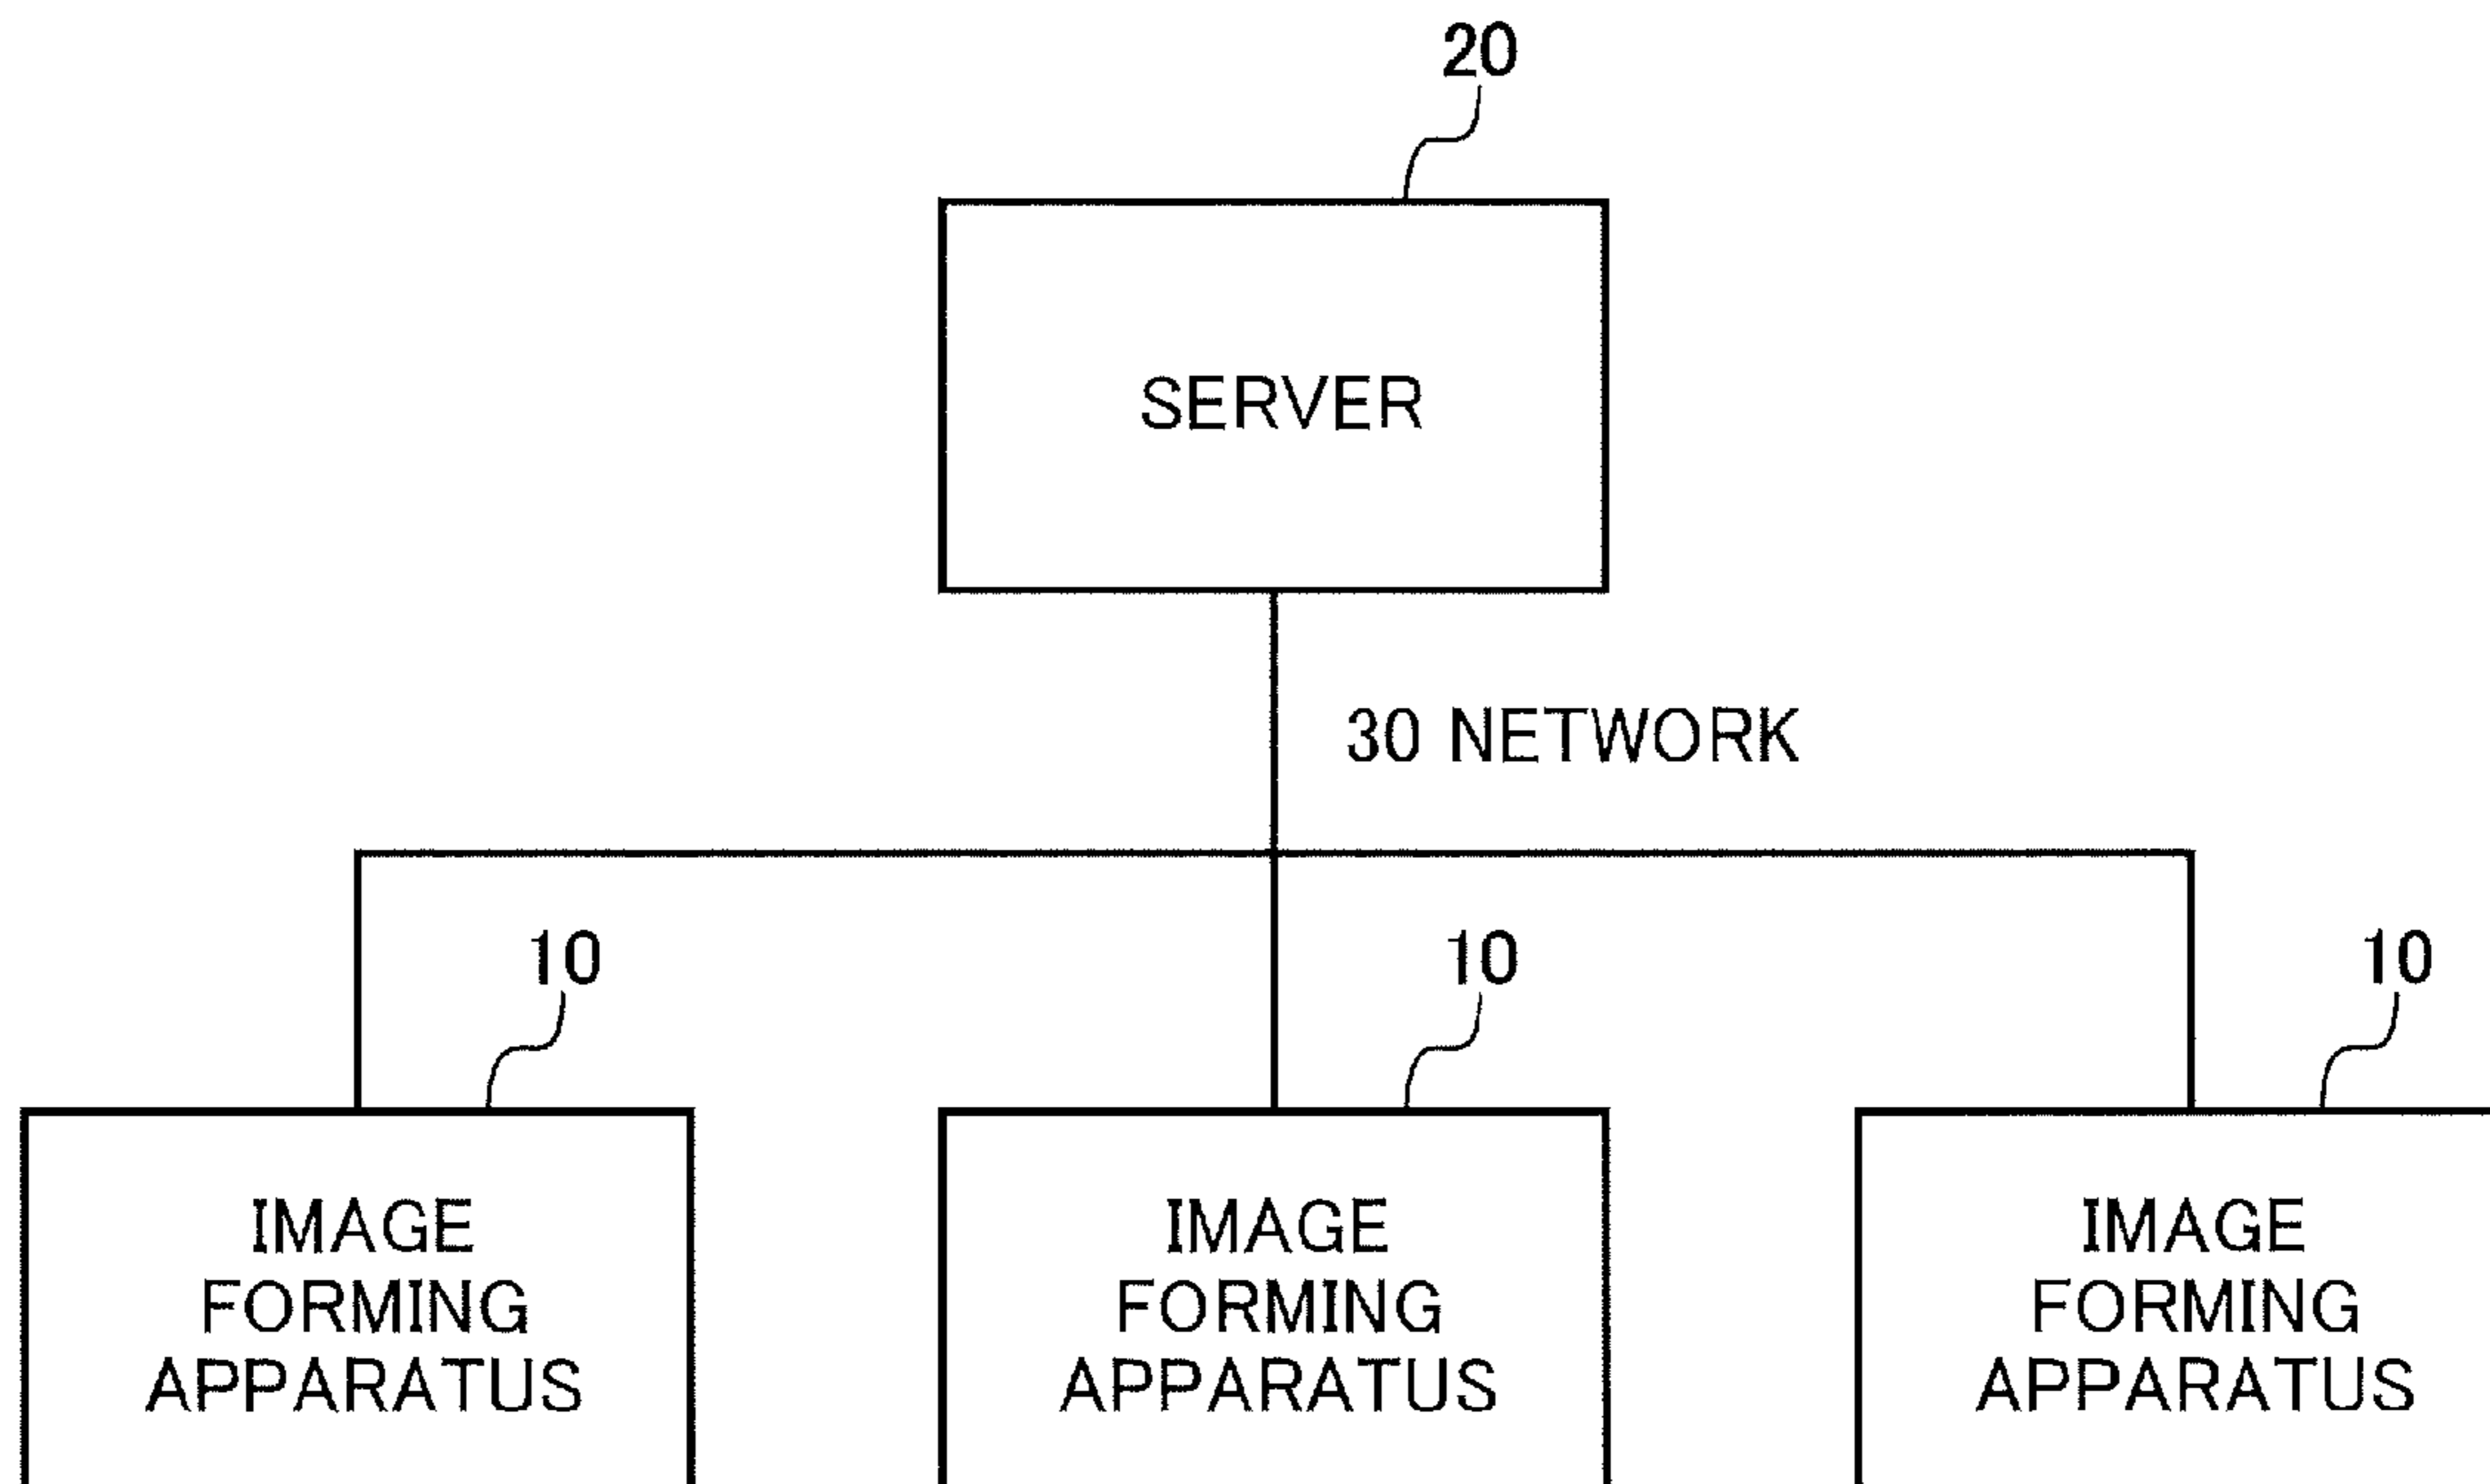 20
SERVER
30 NETWORK
10
10
10
IMAGE
FORMING
APPARATUS
IMAGE
FORMING
APPARATUS
IMAGE
FORMING
APPARATUS